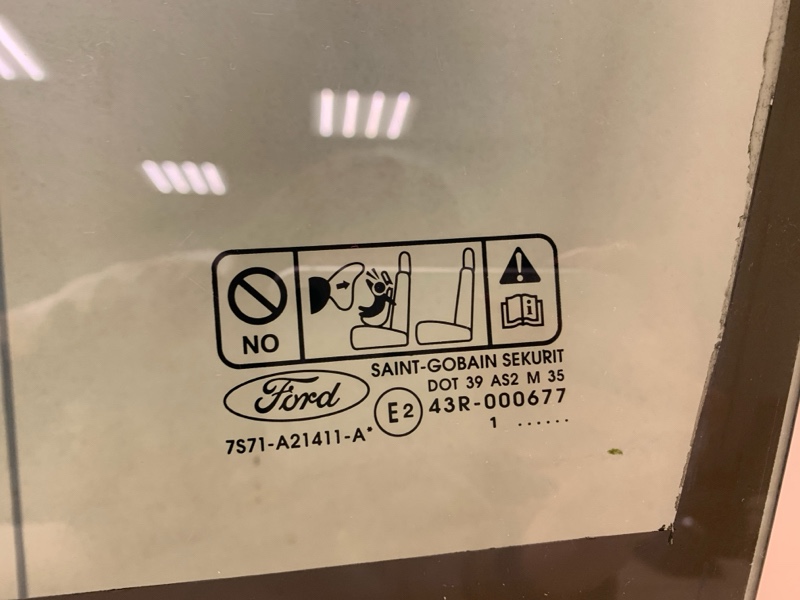 NO
SAINT-GOBAIN SEKURIT
Ford
DOT 39 AS2 M 35
E2
43R-000677
7S71-A21411-A*
1 ......